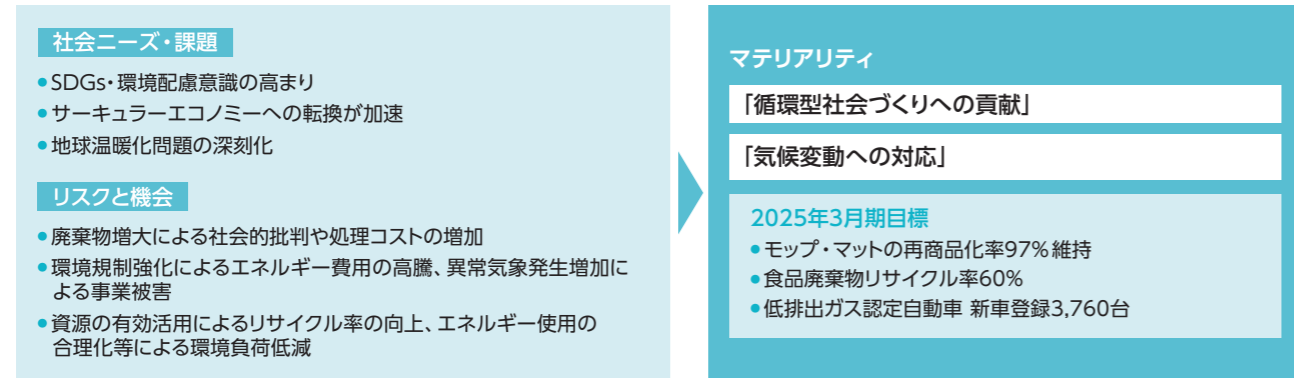 社会ニーズ・課題
●SDGs・環境配慮意識の高まり
●サーキュラーエコノミーへの転換が加速
●地球温暖化問題の深刻化
リスクと機会
●廃棄物増大による社会的批判や処理コストの増加
●環境規制強化によるエネルギー費用の高騰、異常気象発生増加に
よる事業被害
●資源の有効活用によるリサイクル率の向上、エネルギー使用の
合理化等による環境負荷低減
マテリアリティ
「循環型社会づくりへの貢献」
「気候変動への対応」
2025年3月期目標
●モップ・マットの再商品化率97%維持
●食品廃棄物リサイクル率60%
●低排出ガス認定自動車 新車登録3,760台